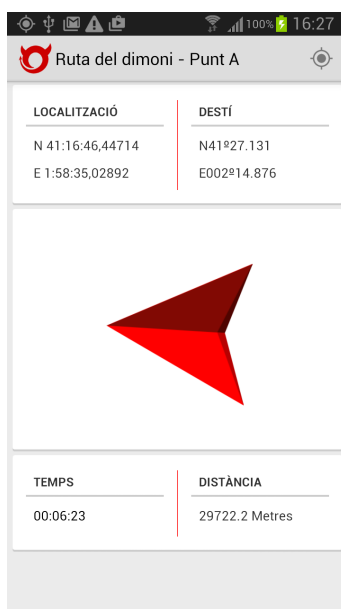 100% 16:27
Ruta del dimoni - Punt A
LOCALITZACIÓ
N 41:16:46,44714
E 1:58:35,02892
DESTÍ
N41º27.131
E002º14.876
TEMPS
00:06:23
DISTÀNCIA
29722.2 Metres